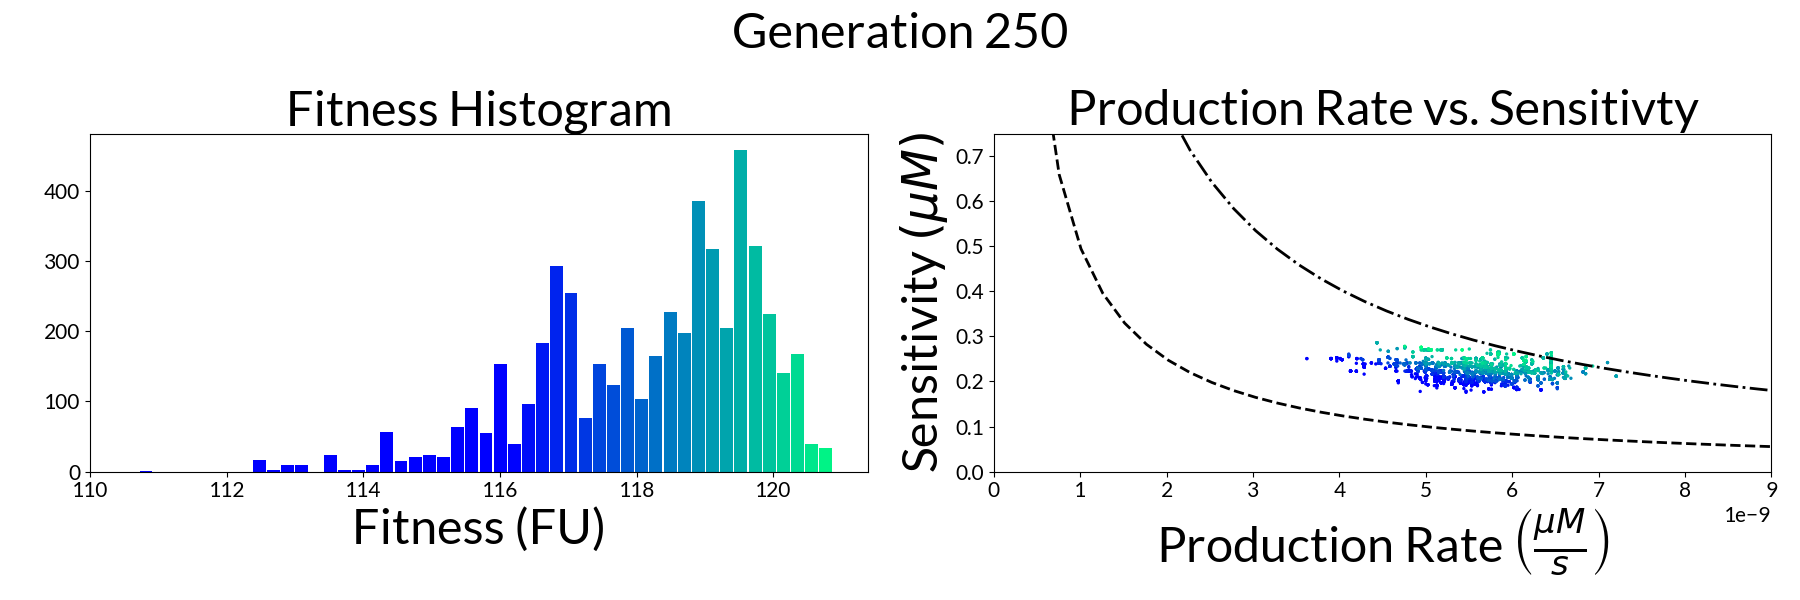 Generation 250
Fitness Histogram
400
300
200
100
0
110 112 114 116 118 120
Fitness (FU)
Production Rate vs. Sensitivty
Sensitivity (μM)
0.7
0.6
0.5
0.4
0.3
0.2
0.1
0.0
0 1 2 3 4 5 6 7 8 9
1e−9
Production Rate (μM/s)